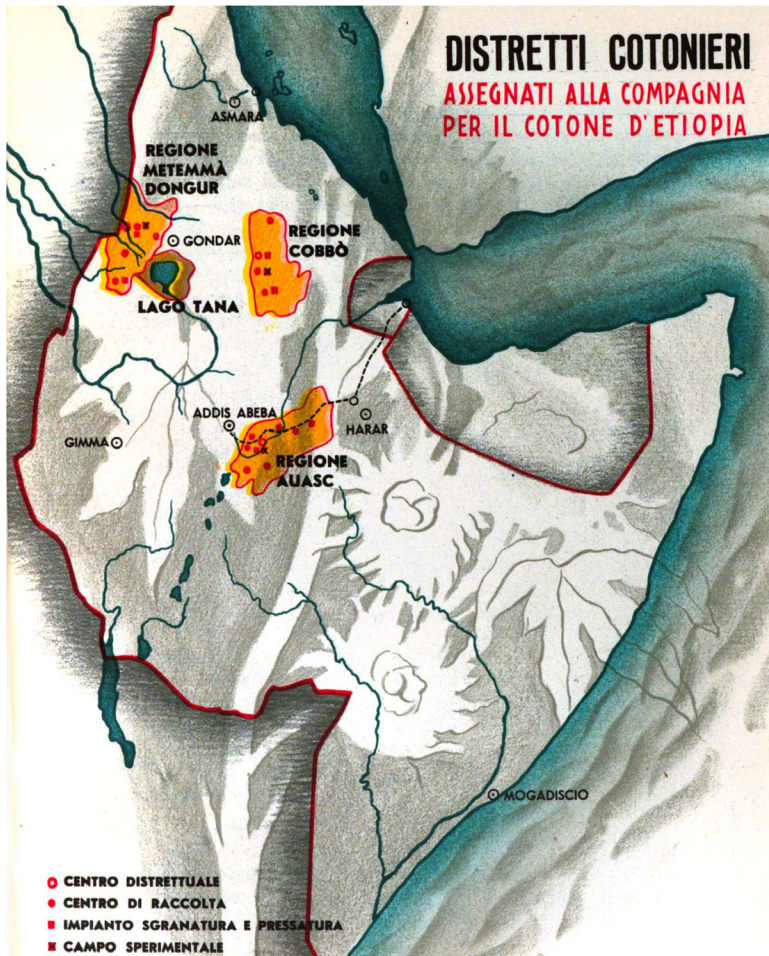 DISTRETTI COTONIERI
ASSEGNATI ALLA COMPAGNIA
PER IL COTONE D'ETIOPIA
ASMARA
REGIONE
METEMMÀ
DONGUR
GONDAR
REGIONE
COBBÒ
LAGO TANA
ADDIS ABEBA
HARAR
GIMMA
REGIONE
AUASC
MOGADISCIO
CENTRO DISTRETTUALE
CENTRO DI RACCOLTA
IMPIANTO SGRANATURA E PRESSATURA
CAMPO SPERIMENTALE